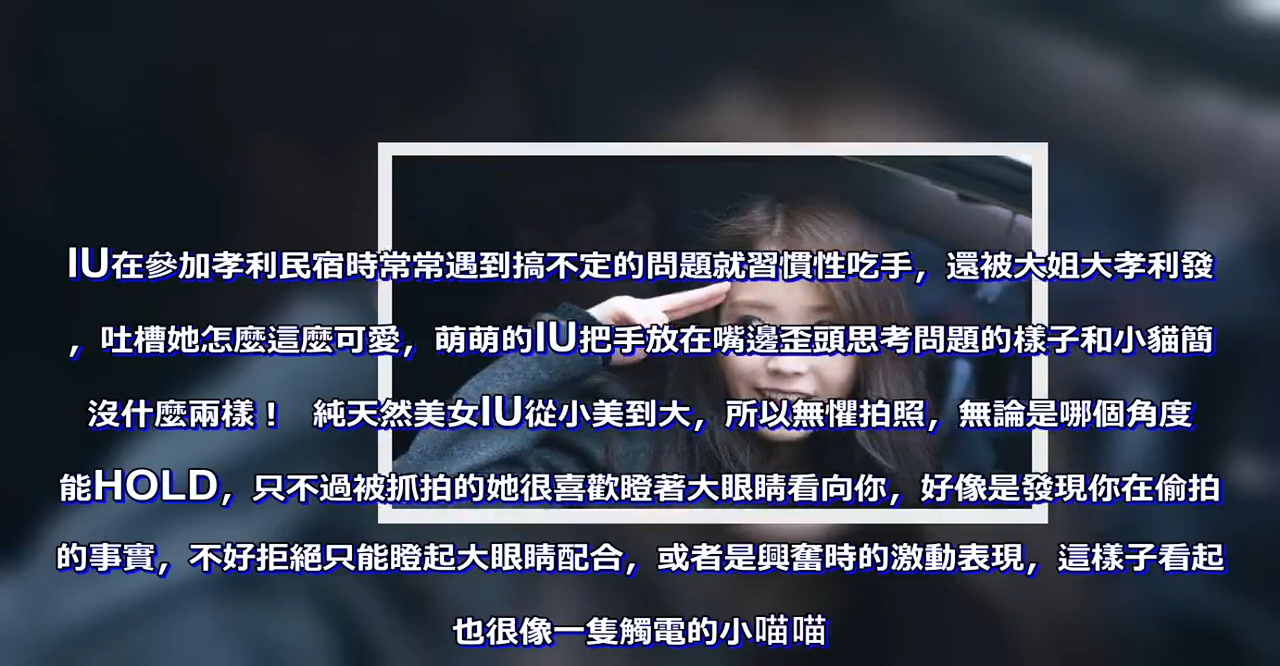 IU在參加孝利民宿時常常遇到搞不定的問題就習慣性吃手，還被大姐大孝利發
，吐槽她怎麼這麼可愛，萌萌的IU把手放在嘴邊歪頭思考問題的樣子和小貓簡
沒什麼兩樣！ 純天然美女IU從小美到大，所以無懼拍照，無論是哪個角度
能HOLD，只不過被抓拍的她很喜歡瞪著大眼睛看向你，好像是發現你在偷拍
的事實，不好拒絕只能瞪起大眼睛配合，或者是興奮時的激動表現，這樣子看起
也很像一隻觸電的小喵喵